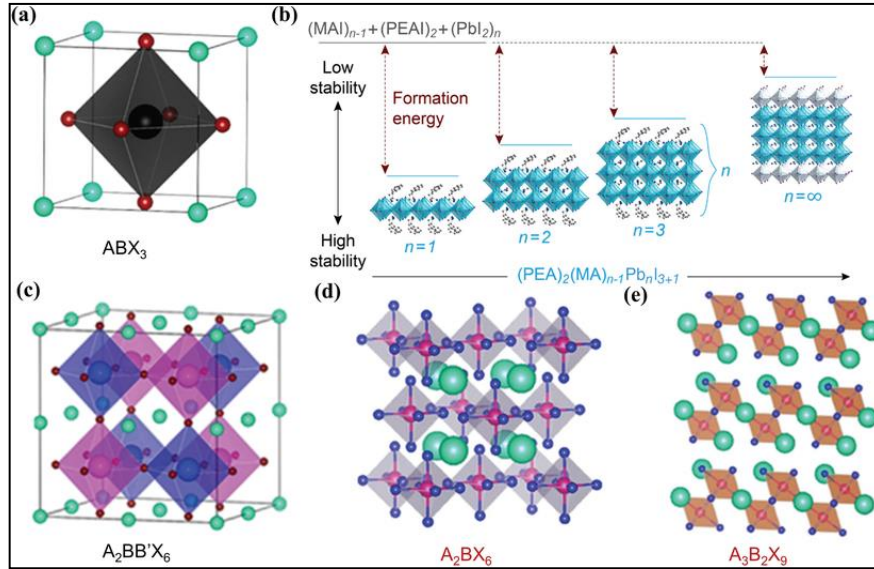 (a)
ABX₃
(b)
(MAI)ₙ₋₁+(PEAI)₂+(PbI₂)ₙ
Low
stability
Formation
energy
High
stability
n=1
n=2
n=3
n
n=∞
(PEA)₂(MA)ₙ₋₁PbₙI₃₊₁
(c)
A₂BB'X₆
(d)
A₂BX₆
(e)
A₃B₂X₉